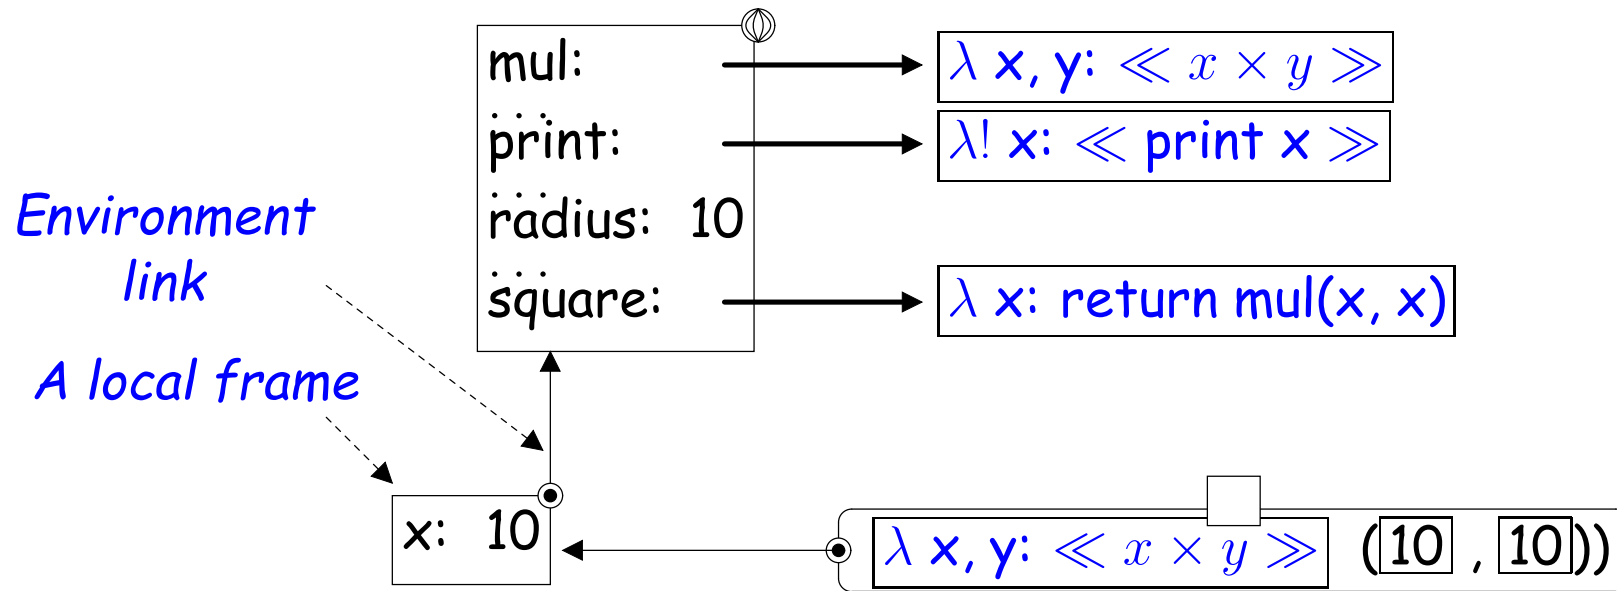 mul:
λ x, y: ≪ x × y ≫
. . .
print:
λ! x: ≪ print x ≫
. . .
radius: 10
. . .
square:
λ x: return mul(x, x)
Environment
link
A local frame
x: 10
λ x, y: ≪ x × y ≫ (10 , 10))